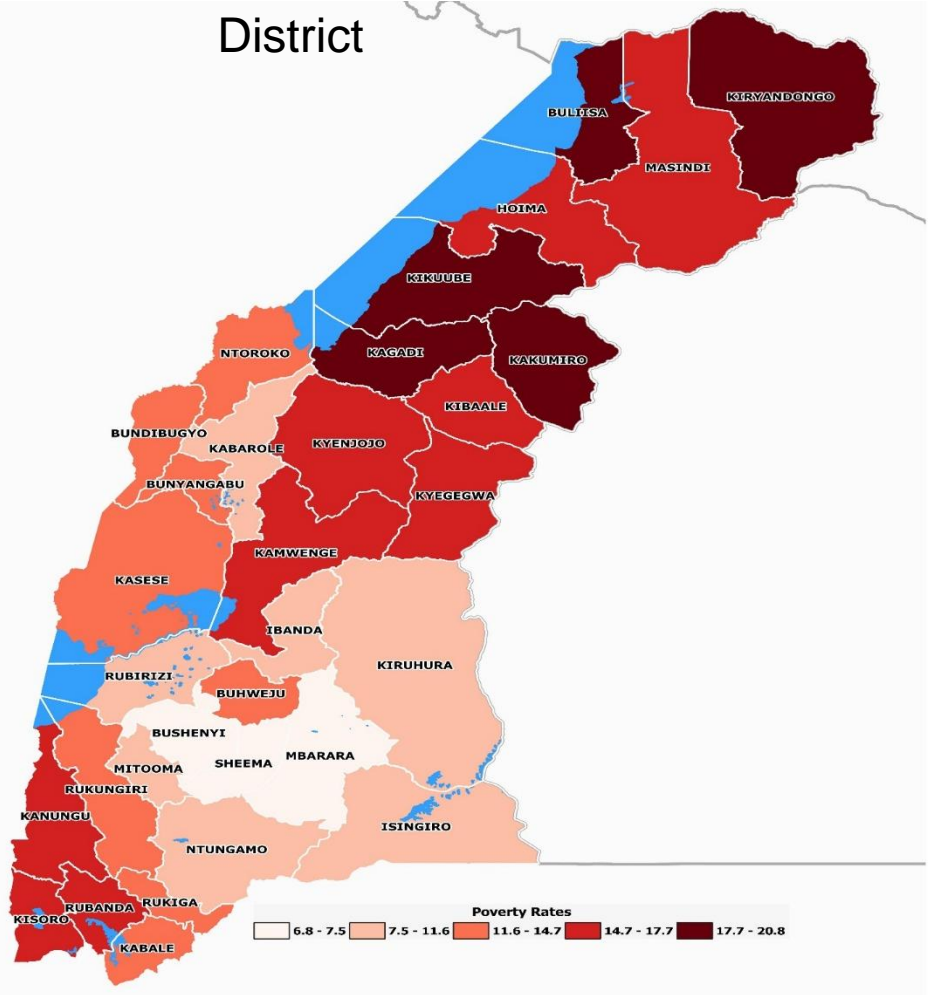 District
KIRYANDONGO
BULIISA
MASINDI
HOIMA
KIKUUBE
NTOROKO
KAGADI
KAKUMIRO
KIBAALE
BUNDIBUGYO
KABAROLE
KYENJOJO
BUNYANGABU
KYEGEGWA
KAMWENGE
KASESE
IBANDA
KIRUHURA
RUBIRIZI
BUHWEJU
BUSHENYI
MBARARA
SHEEMA
MITOOMA
RUKUNGIRI
KANUNGU
ISINGIRO
NTUNGAMO
RUKIGA
RUBANDA
KISORO
KABALE
Poverty Rates
6.8 - 7.5 7.5 - 11.6 11.6 - 14.7 14.7 - 17.7 17.7 - 20.8